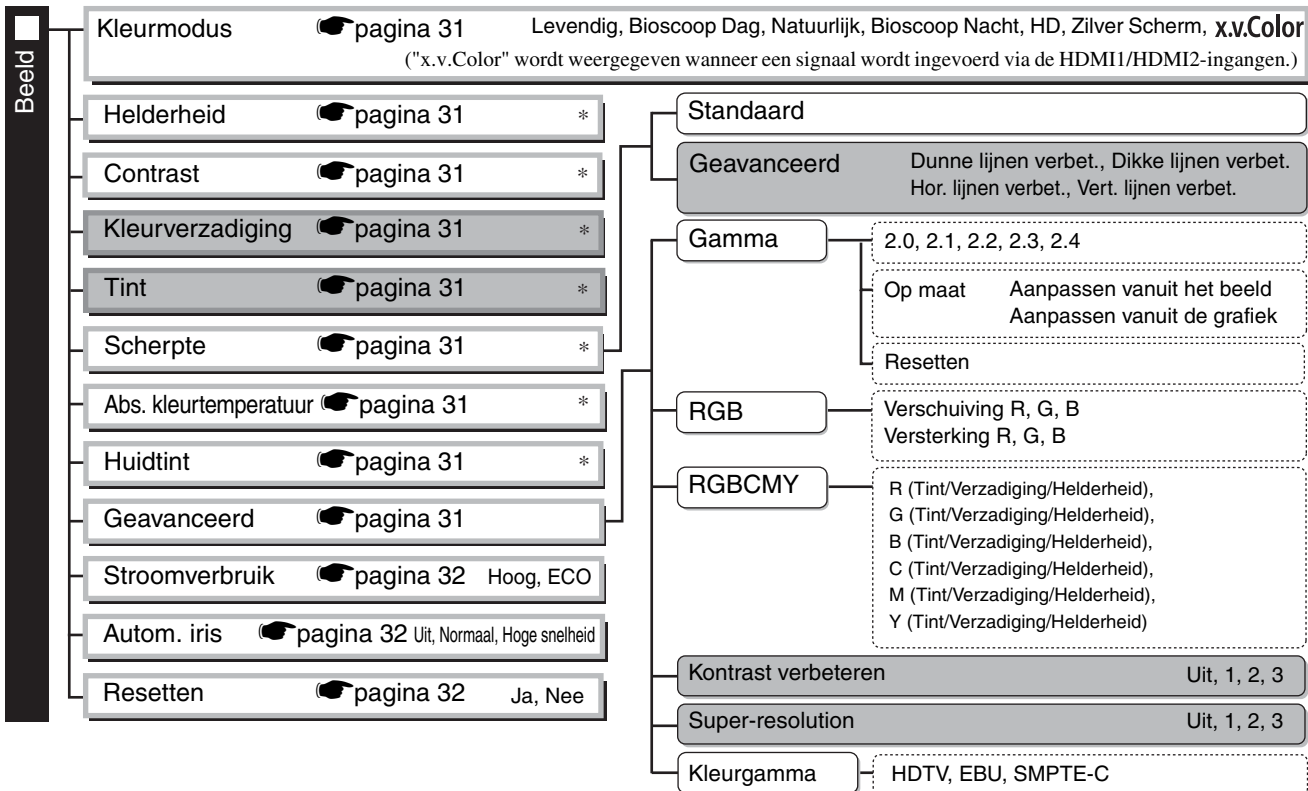 Beeld
Kleurmodus ☛pagina 31 Levendig, Bioscoop Dag, Natuurlijk, Bioscoop Nacht, HD, Zilver Scherm, x.v.Color
("x.v.Color" wordt weergegeven wanneer een signaal wordt ingevoerd via de HDMI1/HDMI2-ingangen.)
Helderheid ☛pagina 31 *
Contrast ☛pagina 31 *
Kleurverzadiging ☛pagina 31 *
Tint ☛pagina 31 *
Scherpte ☛pagina 31 *
Abs. kleurtemperatuur ☛pagina 31 *
Huidtint ☛pagina 31 *
Geavanceerd ☛pagina 31
Stroomverbruik ☛pagina 32 Hoog, ECO
Autom. iris ☛pagina 32 Uit, Normaal, Hoge snelheid
Resetten ☛pagina 32 Ja, Nee
Standaard
Geavanceerd Dunne lijnen verbet., Dikke lijnen verbet.
Hor. lijnen verbet., Vert. lijnen verbet.
Gamma 2.0, 2.1, 2.2, 2.3, 2.4
Op maat Aanpassen vanuit het beeld
Aanpassen vanuit de grafiek
Resetten
RGB Verschuiving R, G, B
Versterking R, G, B
RGBCMY R (Tint/Verzadiging/Helderheid),
G (Tint/Verzadiging/Helderheid),
B (Tint/Verzadiging/Helderheid),
C (Tint/Verzadiging/Helderheid),
M (Tint/Verzadiging/Helderheid),
Y (Tint/Verzadiging/Helderheid)
Kontrast verbeteren Uit, 1, 2, 3
Super-resolution Uit, 1, 2, 3
Kleurgamma HDTV, EBU, SMPTE-C